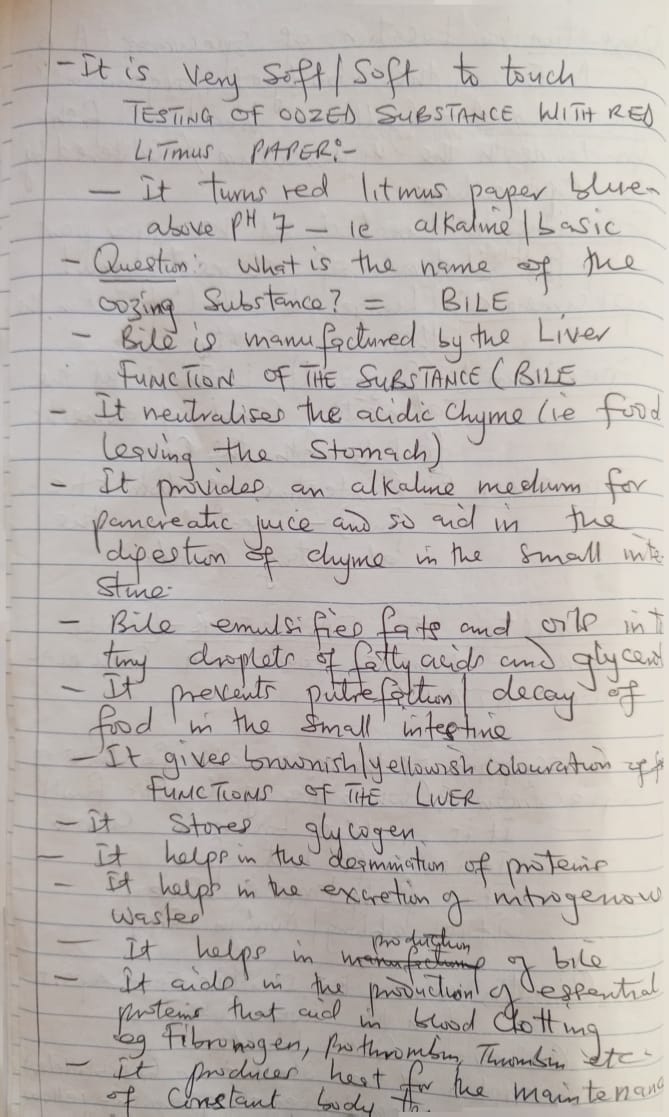 - It is very soft/soft to touch
TESTING OF OOZED SUBSTANCE WITH RED
LITMUS PAPER:-
- It turns red litmus paper blue
above PH 7 - ie alkaline/basic
- Question: What is the name of the
oozing Substance? = BILE
- Bile is manufactured by the Liver
FUNCTION OF THE SUBSTANCE (BILE
- It neutralises the acidic chyme (ie food
leaving the Stomach)
- It provides an alkaline medium for
pancreatic juice and so aid in the
digestion of chyme in the small inte
stine.
- Bile emulsifies fats and oils int
tiny droplets of fatty acids and glycero
- It prevents putrefaction/decay of
food in the small intestine
- It gives brownish/yellowish colouration of f
FUNCTIONS OF THE LIVER
- It Stores glycogen
- It helps in the deamination of proteins
- It helps in the excretion of nitrogenous
wastes
- It helps in production of bile
- It aids in the production of essential
proteins that aid in blood clotting
eg Fibronogen, Prothrombin, Thrombin etc-
- It produces heat for the maintenanc
of constant body